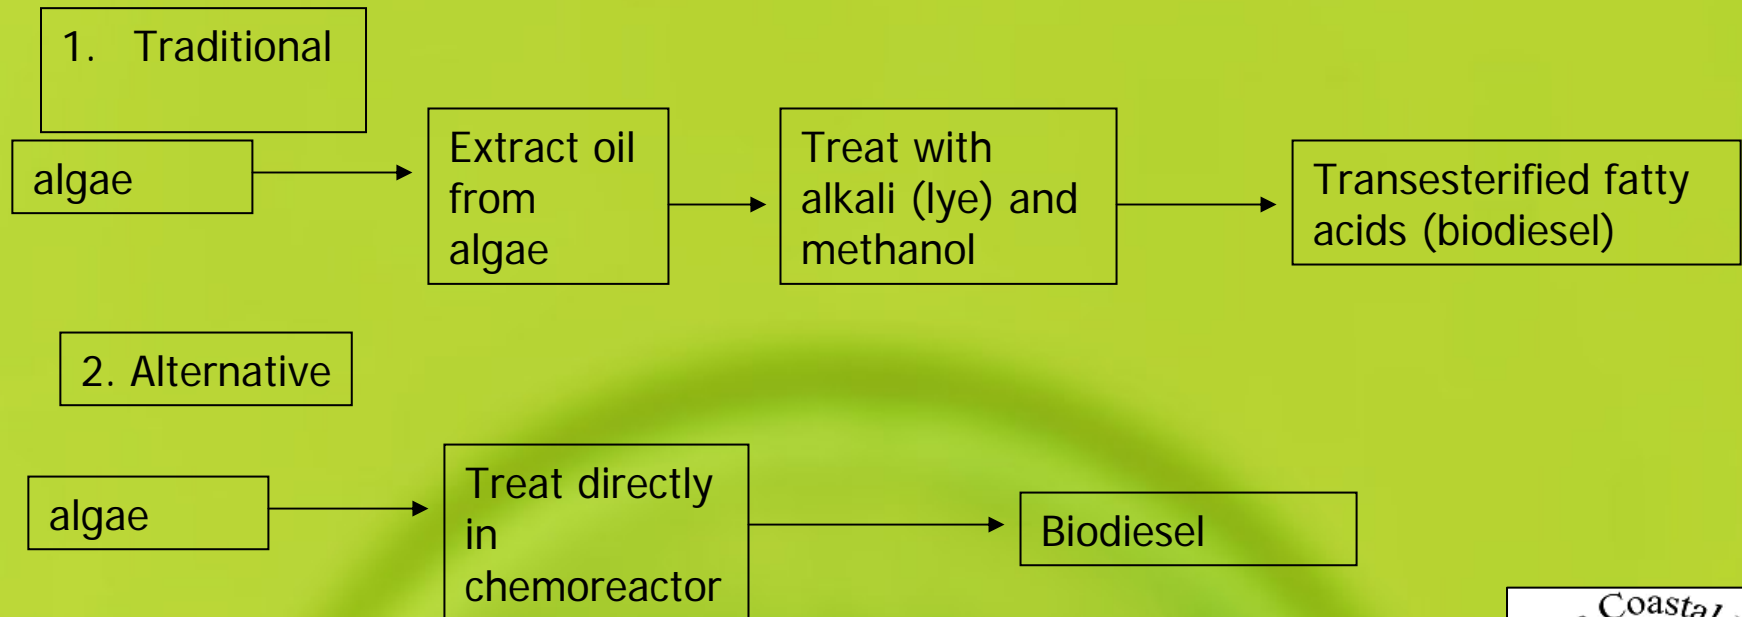 1. Traditional
algae
Extract oil
from
algae
Treat with
alkali (lye) and
methanol
Transesterified fatty
acids (biodiesel)
2. Alternative
algae
Treat directly
in
chemoreactor
Biodiesel
Coastal